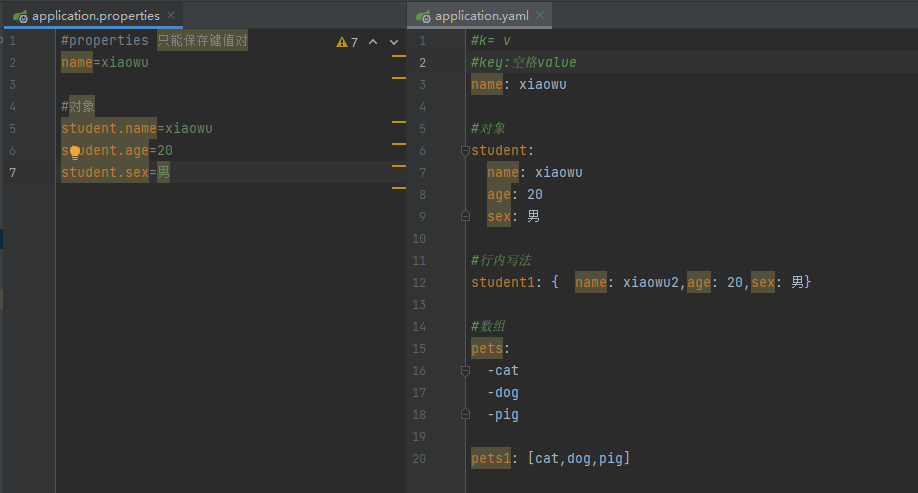 application.properties
1 #properties 只能保存键值对
7
2 name=xiaowu
3
4 #对象
5 student.name=xiaowu
6 student.age=20
7 student.sex=男
application.yaml
1 #k= v
2 #key:空格value
3 name: xiaowu
4
5 #对象
6 student:
7 name: xiaowu
8 age: 20
9 sex: 男
10
11 #行内写法
12 student1: {  name: xiaowu2,age: 20,sex: 男}
13
14 #数组
15 pets:
16 -cat
17 -dog
18 -pig
19
20 pets1: [cat,dog,pig]